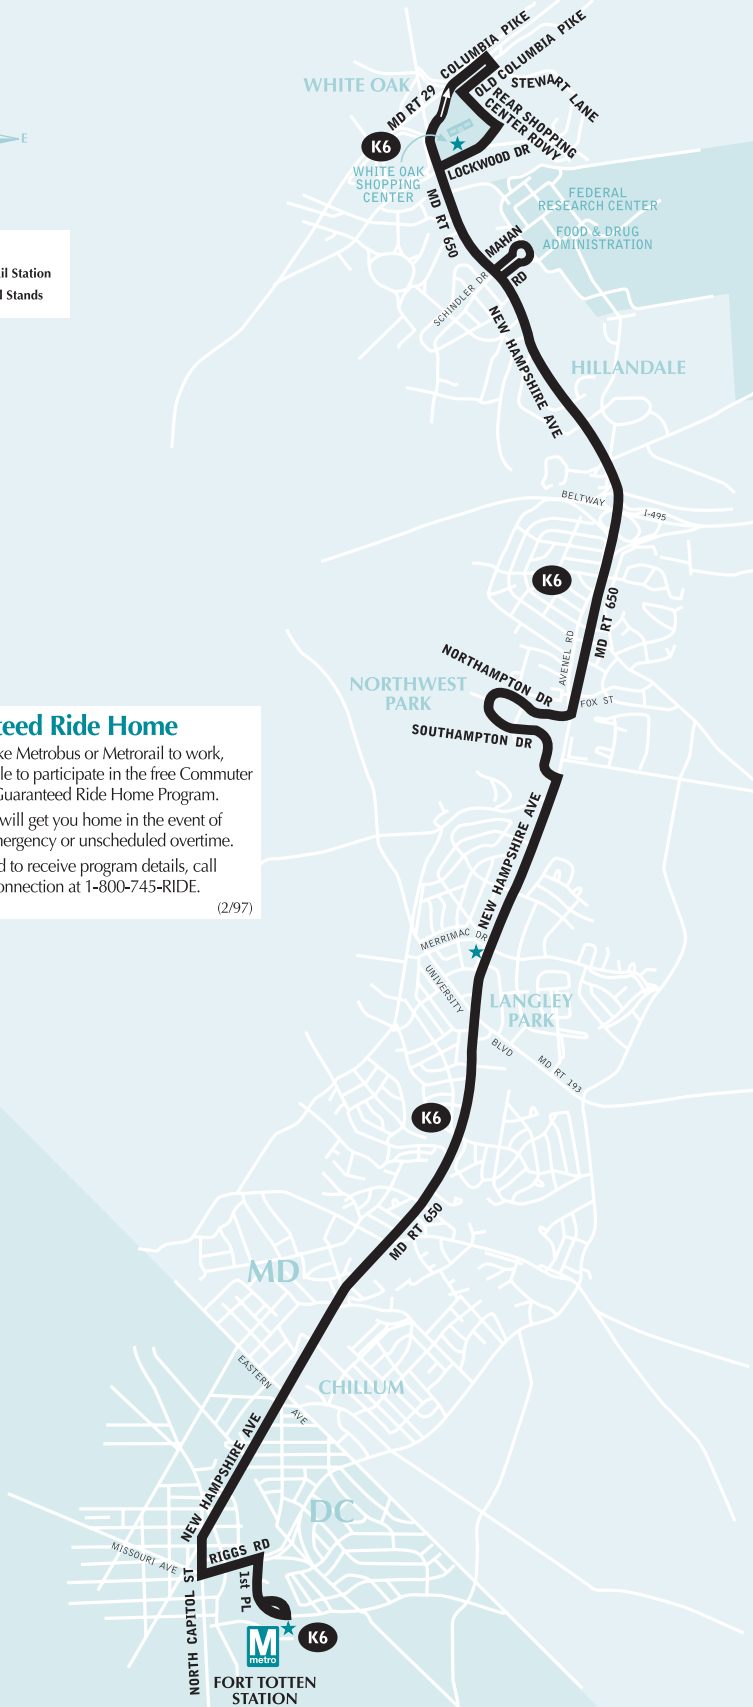 COLUMBIA PIKE
OLD COLUMBIA PIKE
WHITE OAK
MD RT 29
STEWART LANE
REAR SHOPPING
CENTER RDWY
E
K6
LOCKWOOD DR
WHITE OAK
SHOPPING
CENTER
FEDERAL
RESEARCH CENTER
MD RT 650
FOOD & DRUG
ADMINISTRATION
MAHAN
RD
il Station
l Stands
SCHINDLER DR
NEW HAMPSHIRE AVE
HILLANDALE
BELTWAY
I-495
K6
MD RT 650
AVENEL RD
NORTHAMPTON DR
NORTHWEST
PARK
FOX ST
SOUTHAMPTON DR
teed Ride Home
ke Metrobus or Metrorail to work,
le to participate in the free Commuter
Guaranteed Ride Home Program.
will get you home in the event of
mergency or unscheduled overtime.
d to receive program details, call
onnection at 1-800-745-RIDE.
(2/97)
NEW HAMPSHIRE AVE
MERRIMAC DR
UNIVERSITY
LANGLEY
PARK
BLVD
MD RT 193
K6
MD RT 650
MD
EASTERN
AVE
CHILLUM
NEW HAMPSHIRE AVE
DC
MISSOURI AVE
RIGGS RD
1st PL
NORTH CAPITOL ST
M
metro
K6
FORT TOTTEN
STATION